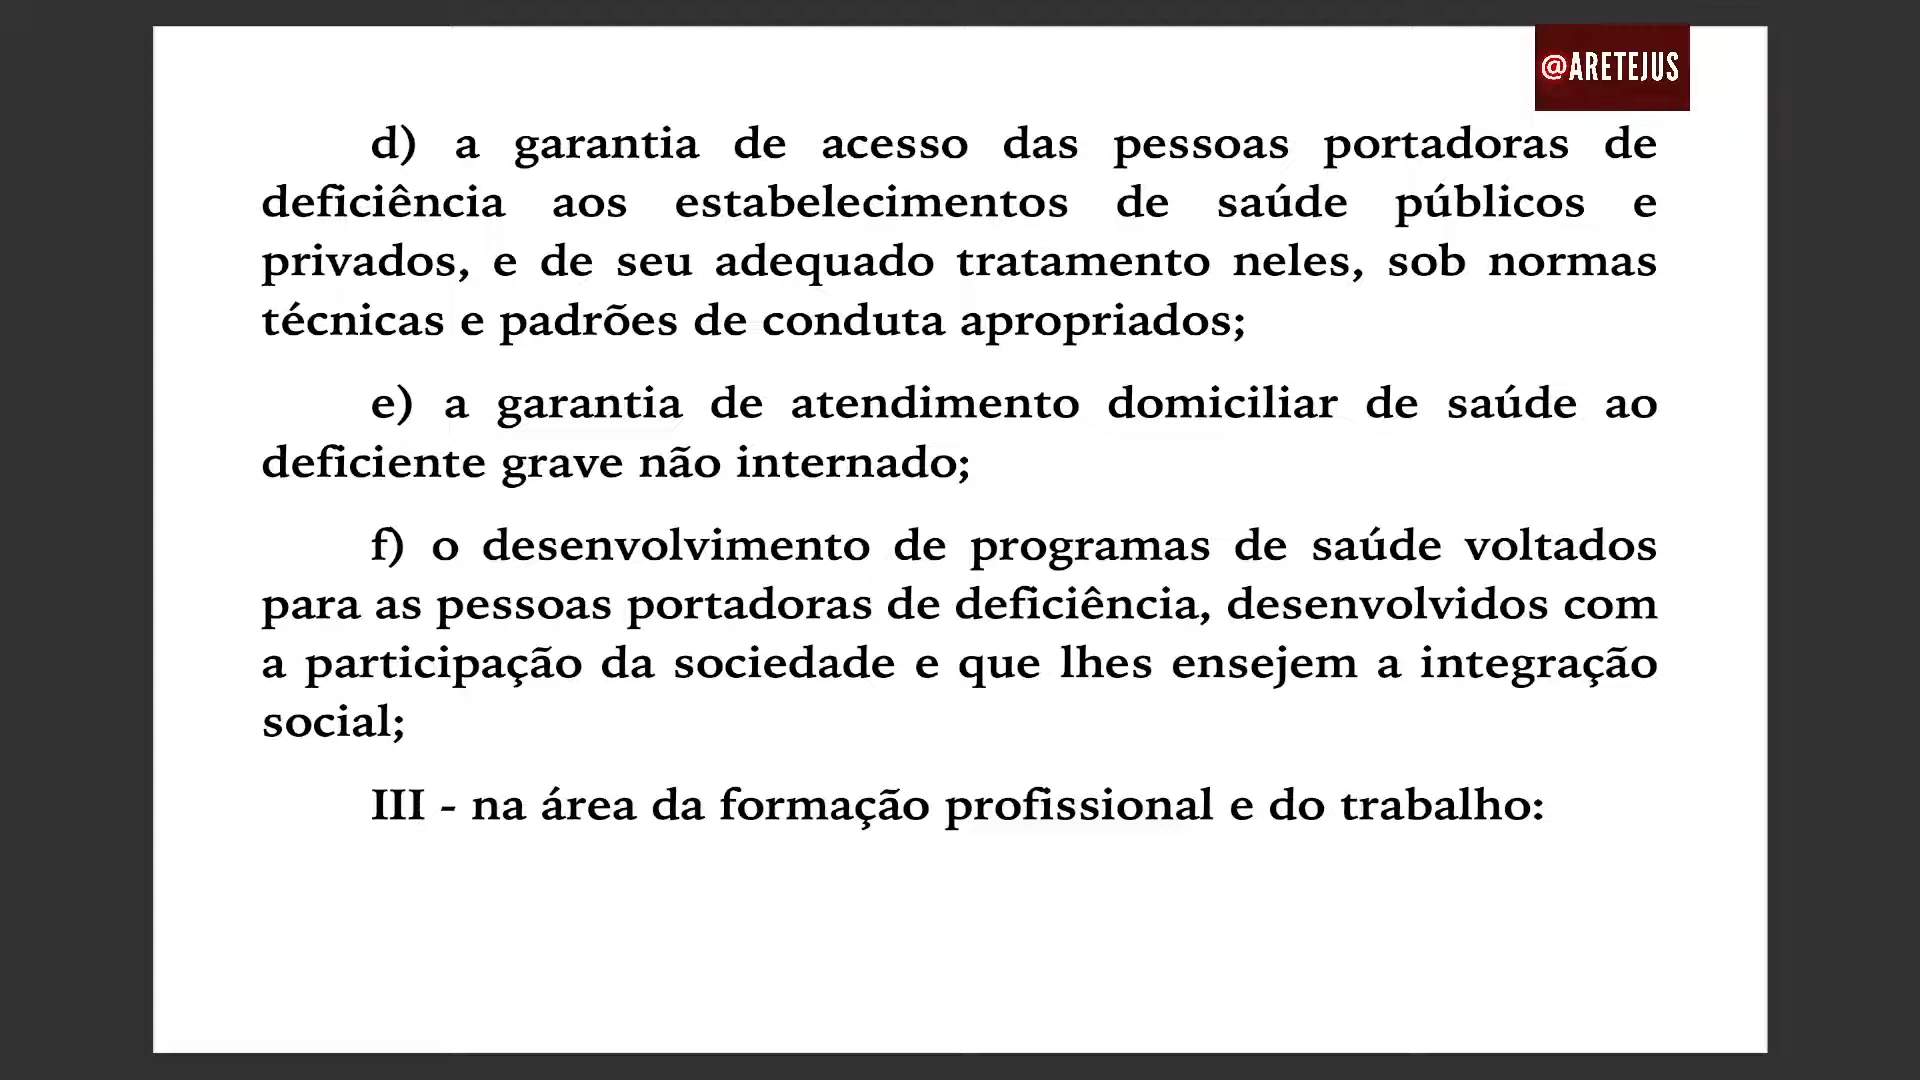 @ARETEJUS
d) a garantia de acesso das pessoas portadoras de
deficiência aos estabelecimentos de saúde públicos e
privados, e de seu adequado tratamento neles, sob normas
técnicas e padrões de conduta apropriados;
e) a garantia de atendimento domiciliar de saúde ao
deficiente grave não internado;
f) o desenvolvimento de programas de saúde voltados
para as pessoas portadoras de deficiência, desenvolvidos com
a participação da sociedade e que lhes ensejem a integração
social;
III - na área da formação profissional e do trabalho: